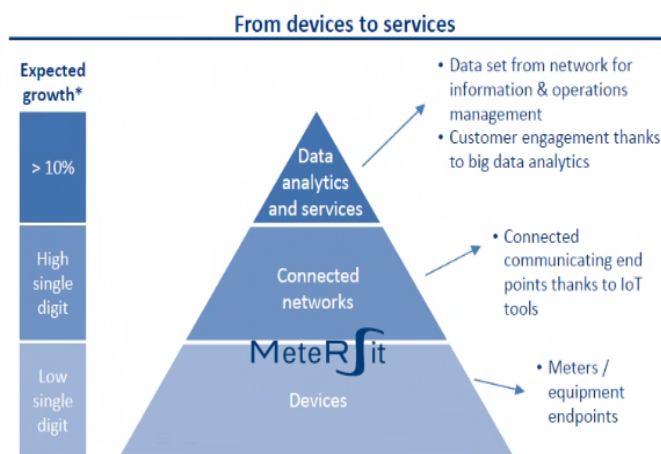 From devices to services
Expected
growth*
> 10%
High
single
digit
Low
single
digit
Data
analytics
and services
Connected
networks
MeteRSit
Devices
• Data set from network for
information & operations
management
• Customer engagement thanks
to big data analytics
• Connected
communicating end
points thanks to IoT
tools
• Meters /
equipment
endpoints